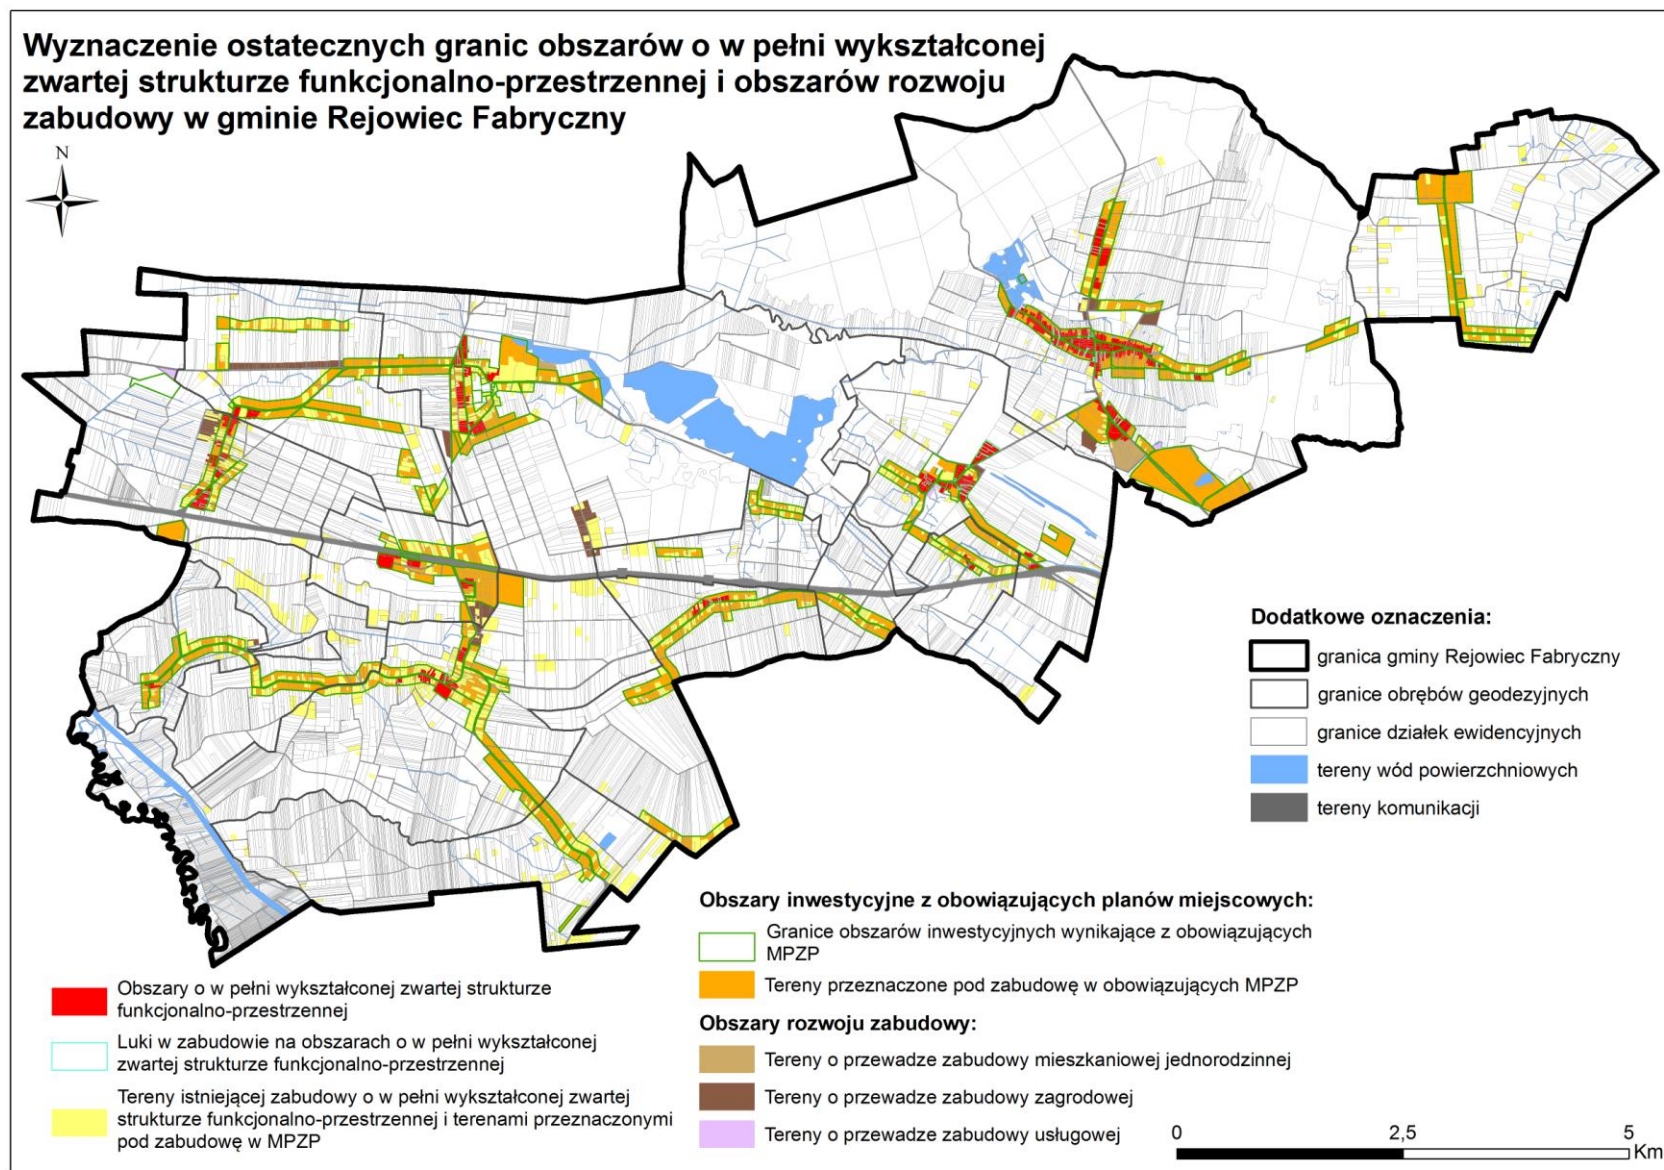 Wyznaczenie ostatecznych granic obszarów o w pełni wykształconej
zwartej strukturze funkcjonalno-przestrzennej i obszarów rozwoju
zabudowy w gminie Rejowiec Fabryczny
N
Dodatkowe oznaczenia:
granica gminy Rejowiec Fabryczny
granice obrębów geodezyjnych
granice działek ewidencyjnych
tereny wód powierzchniowych
tereny komunikacji
Obszary o w pełni wykształconej zwartej strukturze
funkcjonalno-przestrzennej
Luki w zabudowie na obszarach o w pełni wykształconej
zwartej strukturze funkcjonalno-przestrzennej
Tereny istniejącej zabudowy o w pełni wykształconej zwartej
strukturze funkcjonalno-przestrzennej i terenami przeznaczonymi
pod zabudowę w MPZP
Obszary inwestycyjne z obowiązujących planów miejscowych:
Granice obszarów inwestycyjnych wynikające z obowiązujących
MPZP
Tereny przeznaczone pod zabudowę w obowiązujących MPZP
Obszary rozwoju zabudowy:
Tereny o przewadze zabudowy mieszkaniowej jednorodzinnej
Tereny o przewadze zabudowy zagrodowej
Tereny o przewadze zabudowy usługowej
0 2,5 5
Km